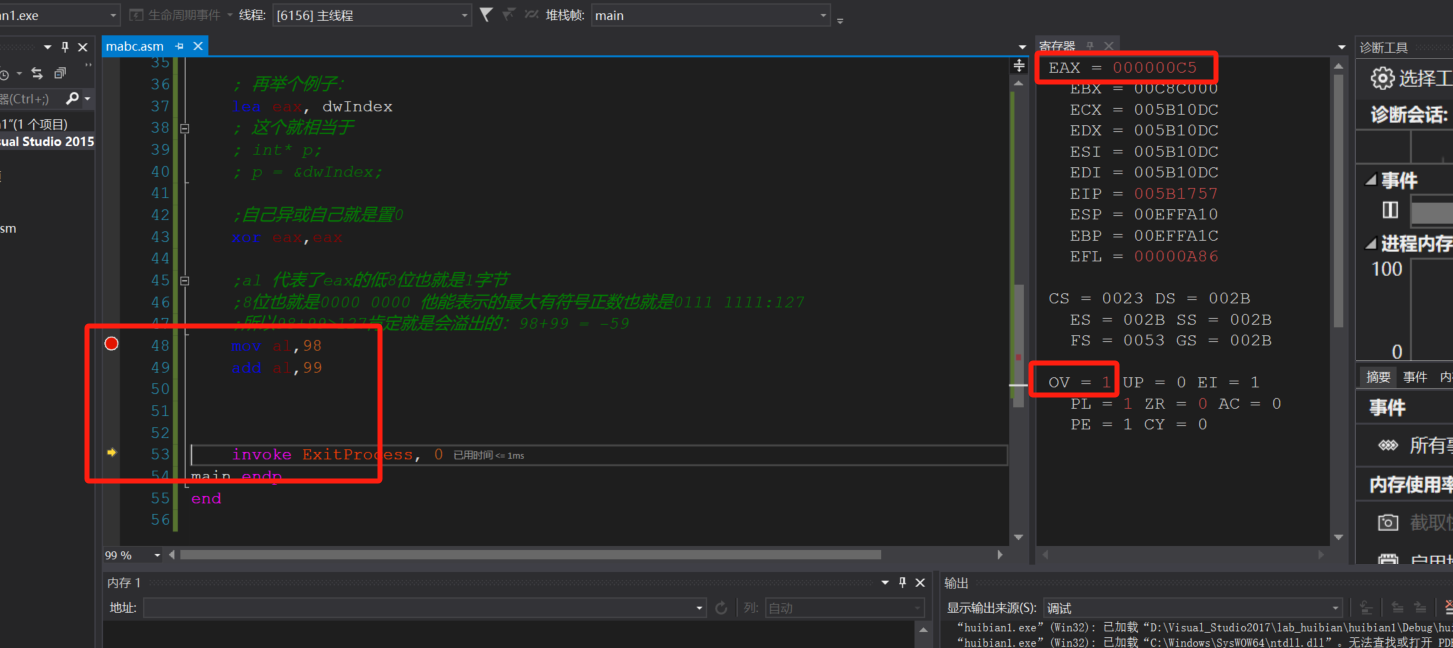 n1.exe 生命周期事件 线程: [6156] 主线程 堆栈帧: main
mabc.asm
寄存器
诊断工具
器(Ctrl+;)
1"(1 个项目)
sual Studio 2015
sm
35
36 ; 再举个例子:
37 lea eax, dwIndex
38 ; 这个就相当于
39 ; int* p;
40 ; p = &dwIndex;
41
42 ;自己异或自己就是置0
43 xor eax,eax
44
45 ;al 代表了eax的低8位也就是1字节
46 ;8位也就是0000 0000 他能表示的最大有符号正数也就是0111 1111:127
47 ;所以98+99>127肯定就是会溢出的: 98+99 = -59
48 mov al,98
49 add al,99
50
51
52
53 invoke ExitProcess, 0 已用时间 <= 1ms
54 main endp
55 end
56
99 %
EAX = 000000C5
EBX = 00C8C000
ECX = 005B10DC
EDX = 005B10DC
ESI = 005B10DC
EDI = 005B10DC
EIP = 005B1757
ESP = 00EFFA10
EBP = 00EFFA1C
EFL = 00000A86
CS = 0023 DS = 002B
ES = 002B SS = 002B
FS = 0053 GS = 002B
OV = 1 UP = 0 EI = 1
PL = 1 ZR = 0 AC = 0
PE = 1 CY = 0
选择工
诊断会话:
事件
进程内存
100
0
摘要 事件 内
事件
所有事
内存使用率
截取快
启用堆
内存 1
地址: 列: 自动
输出
显示输出来源(S): 调试
"huibian1.exe" (Win32): 已加载 "D:\Visual_Studio2017\lab_huibian\huibian1\Debug\hui
"huibian1.exe" (Win32): 已加载 "C:\Windows\SysWOW64\ntdll.dll"。无法查找或打开 PDB